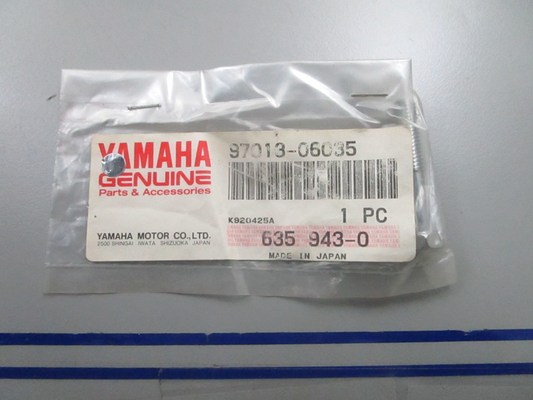 YAMAHA
GENUINE
Parts & Accessories
YAMAHA MOTOR CO., LTD.
2500 SHINGAI IWATA SHIZUOKA JAPAN
97013-06035
K920425A
1 PC
635 943-0
MADE IN JAPAN